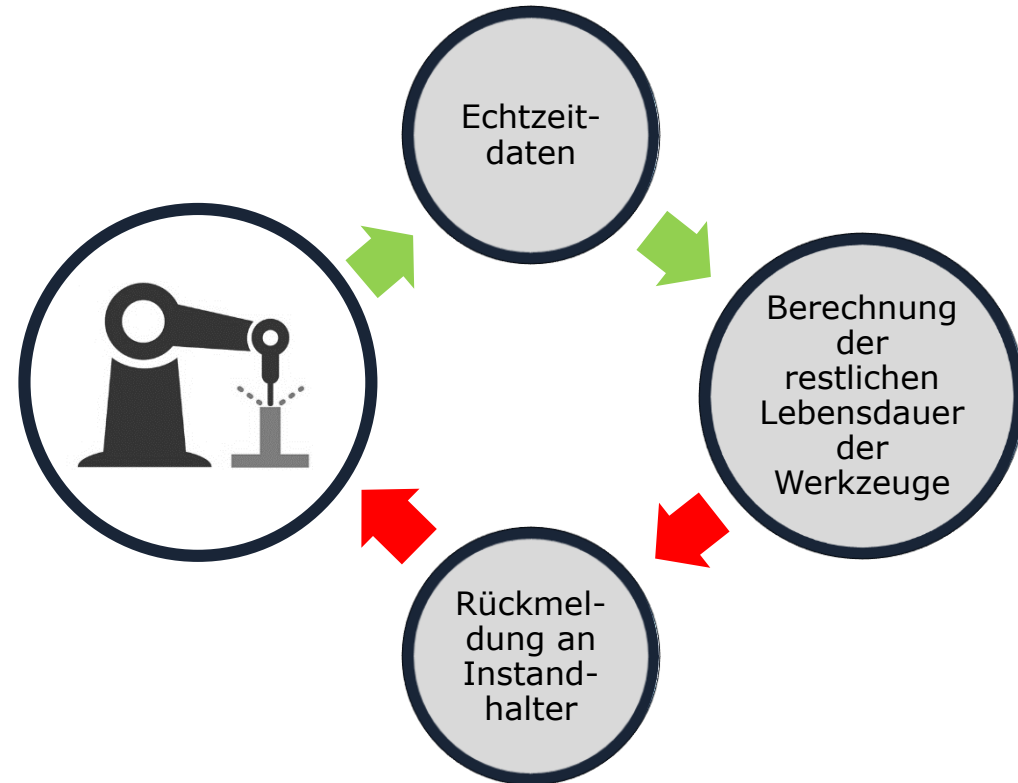 Echtzeit-
daten
Berechnung
der
restlichen
Lebensdauer
der
Werkzeuge
Rückmel-
dung an
Instand-
halter